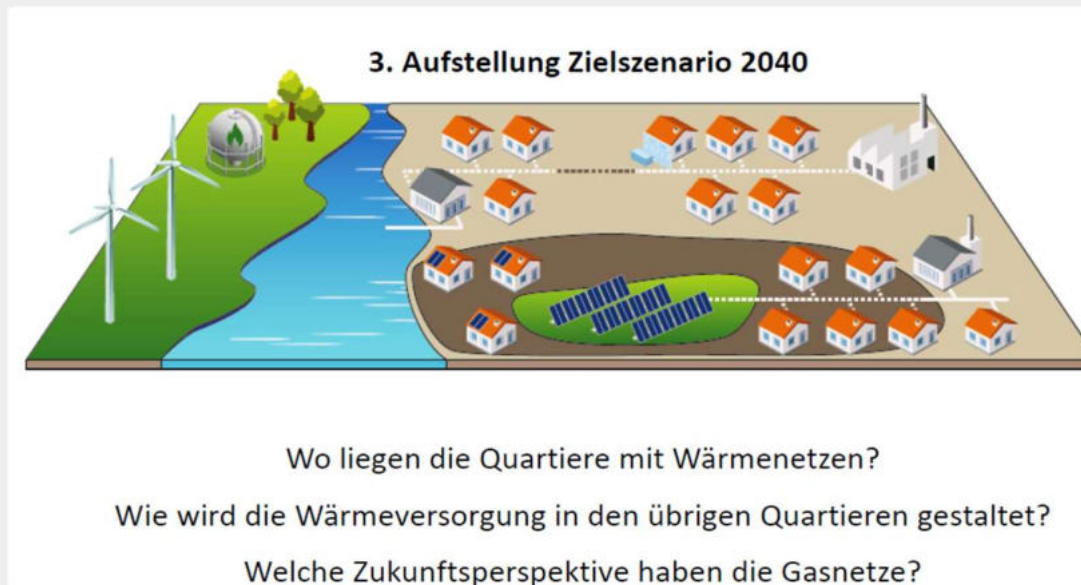 3. Aufstellung Zielszenario 2040
Wo liegen die Quartiere mit Wärmenetzen?
Wie wird die Wärmeversorgung in den übrigen Quartieren gestaltet?
Welche Zukunftsperspektive haben die Gasnetze?